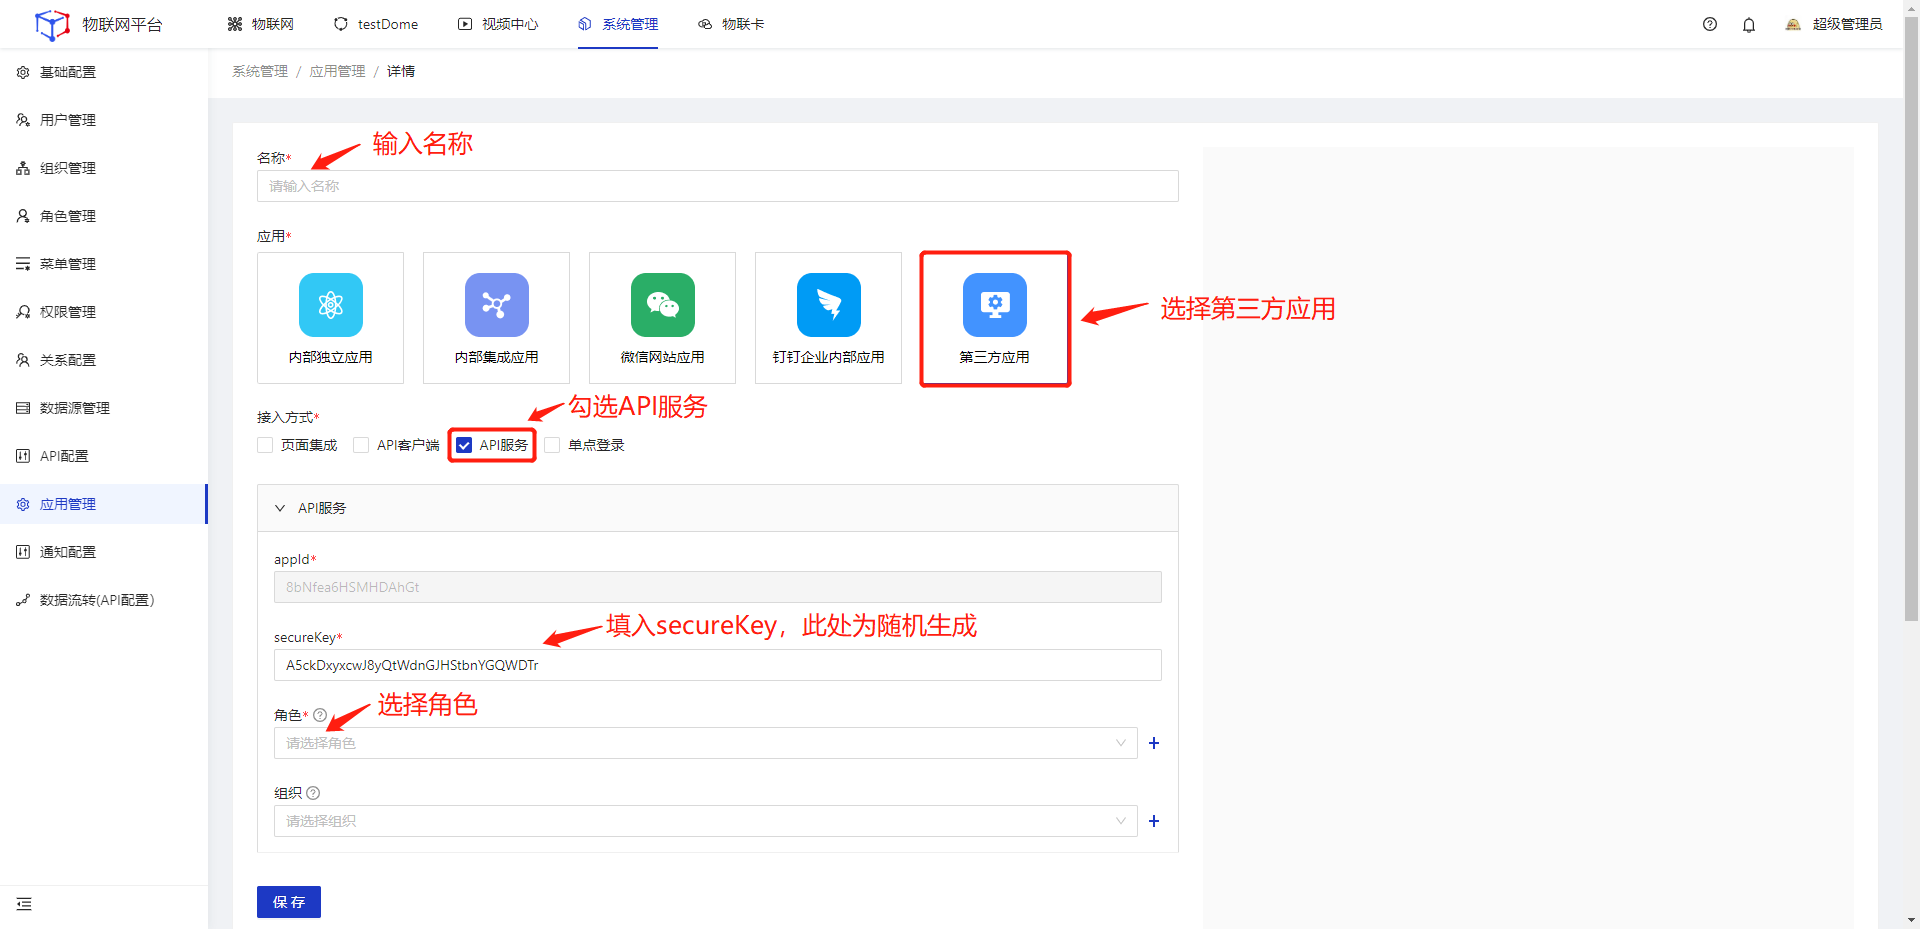 物联网平台
物联网
testDome
视频中心
系统管理
物联卡
超级管理员
基础配置
用户管理
组织管理
角色管理
菜单管理
权限管理
关系配置
数据源管理
API配置
应用管理
通知配置
数据流转(API配置)
系统管理 / 应用管理 / 详情
输入名称
名称*
请输入名称
应用*
内部独立应用
内部集成应用
微信网站应用
钉钉企业内部应用
第三方应用
选择第三方应用
勾选API服务
接入方式*
页面集成
API客户端
API服务
单点登录
API服务
appId*
8bNfea6HSMHDAhGt
填入secureKey，此处为随机生成
secureKey*
A5ckDxyxcwJ8yQtWdnGJHStbnYGQWDTr
选择角色
角色*
请选择角色
组织
请选择组织
保 存